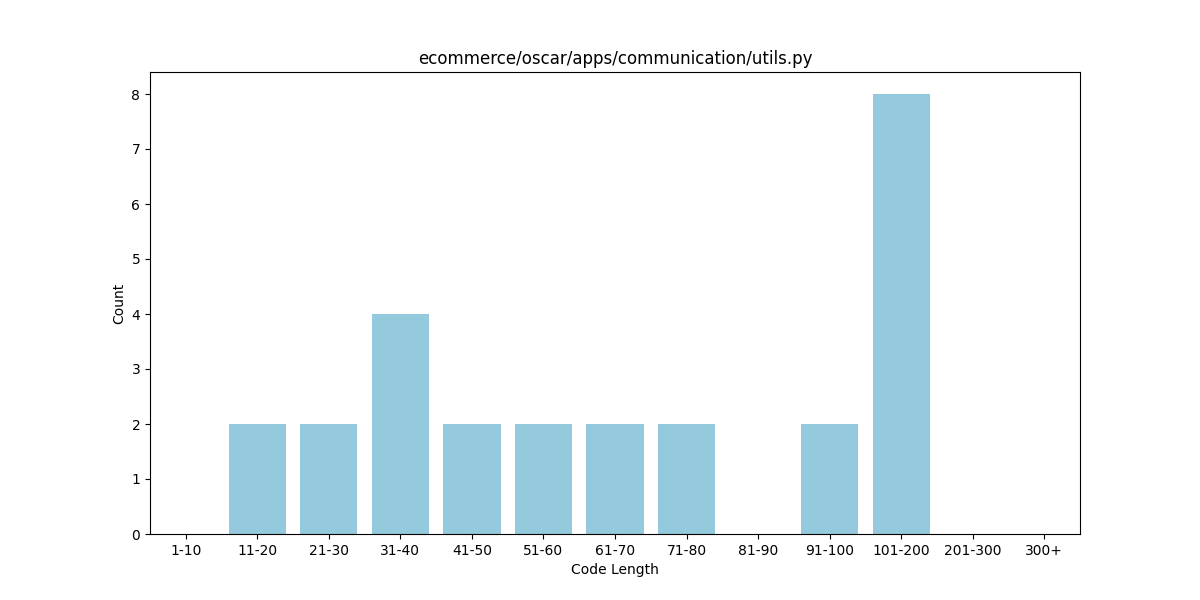 ecommerce/oscar/apps/communication/utils.py
8
7
6
5
4
3
2
1
0
Count
1-10 11-20 21-30 31-40 41-50 51-60 61-70 71-80 81-90 91-100 101-200 201-300 300+
Code Length